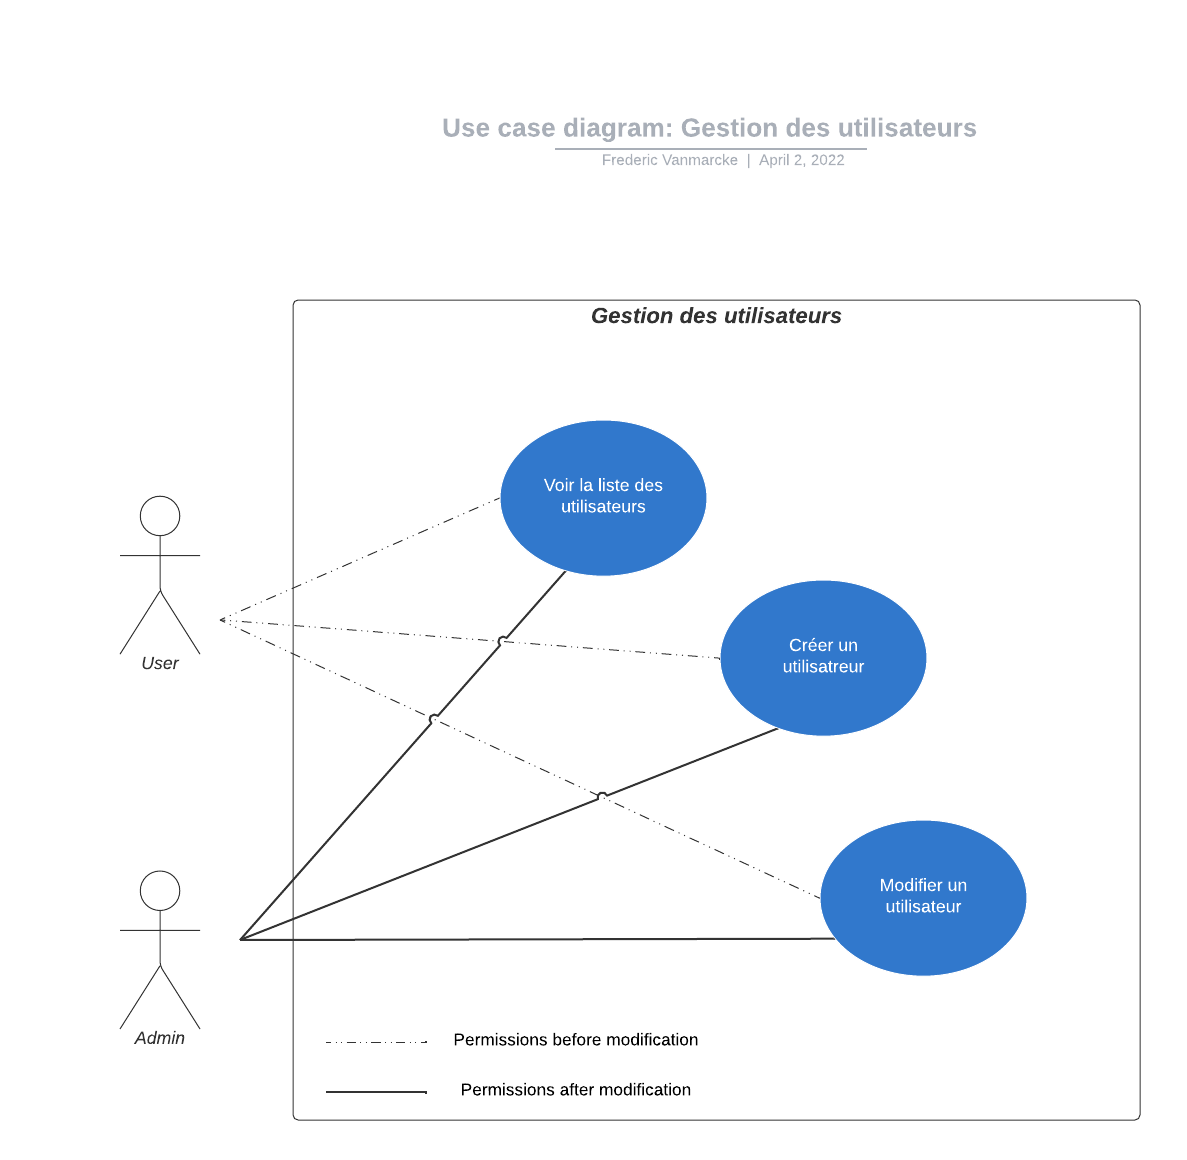 Use case diagram: Gestion des utilisateurs
Frederic Vanmarcke | April 2, 2022
Gestion des utilisateurs
Voir la liste des
utilisateurs
Créer un
utilisatreur
User
Modifier un
utilisateur
Admin
Permissions before modification
Permissions after modification